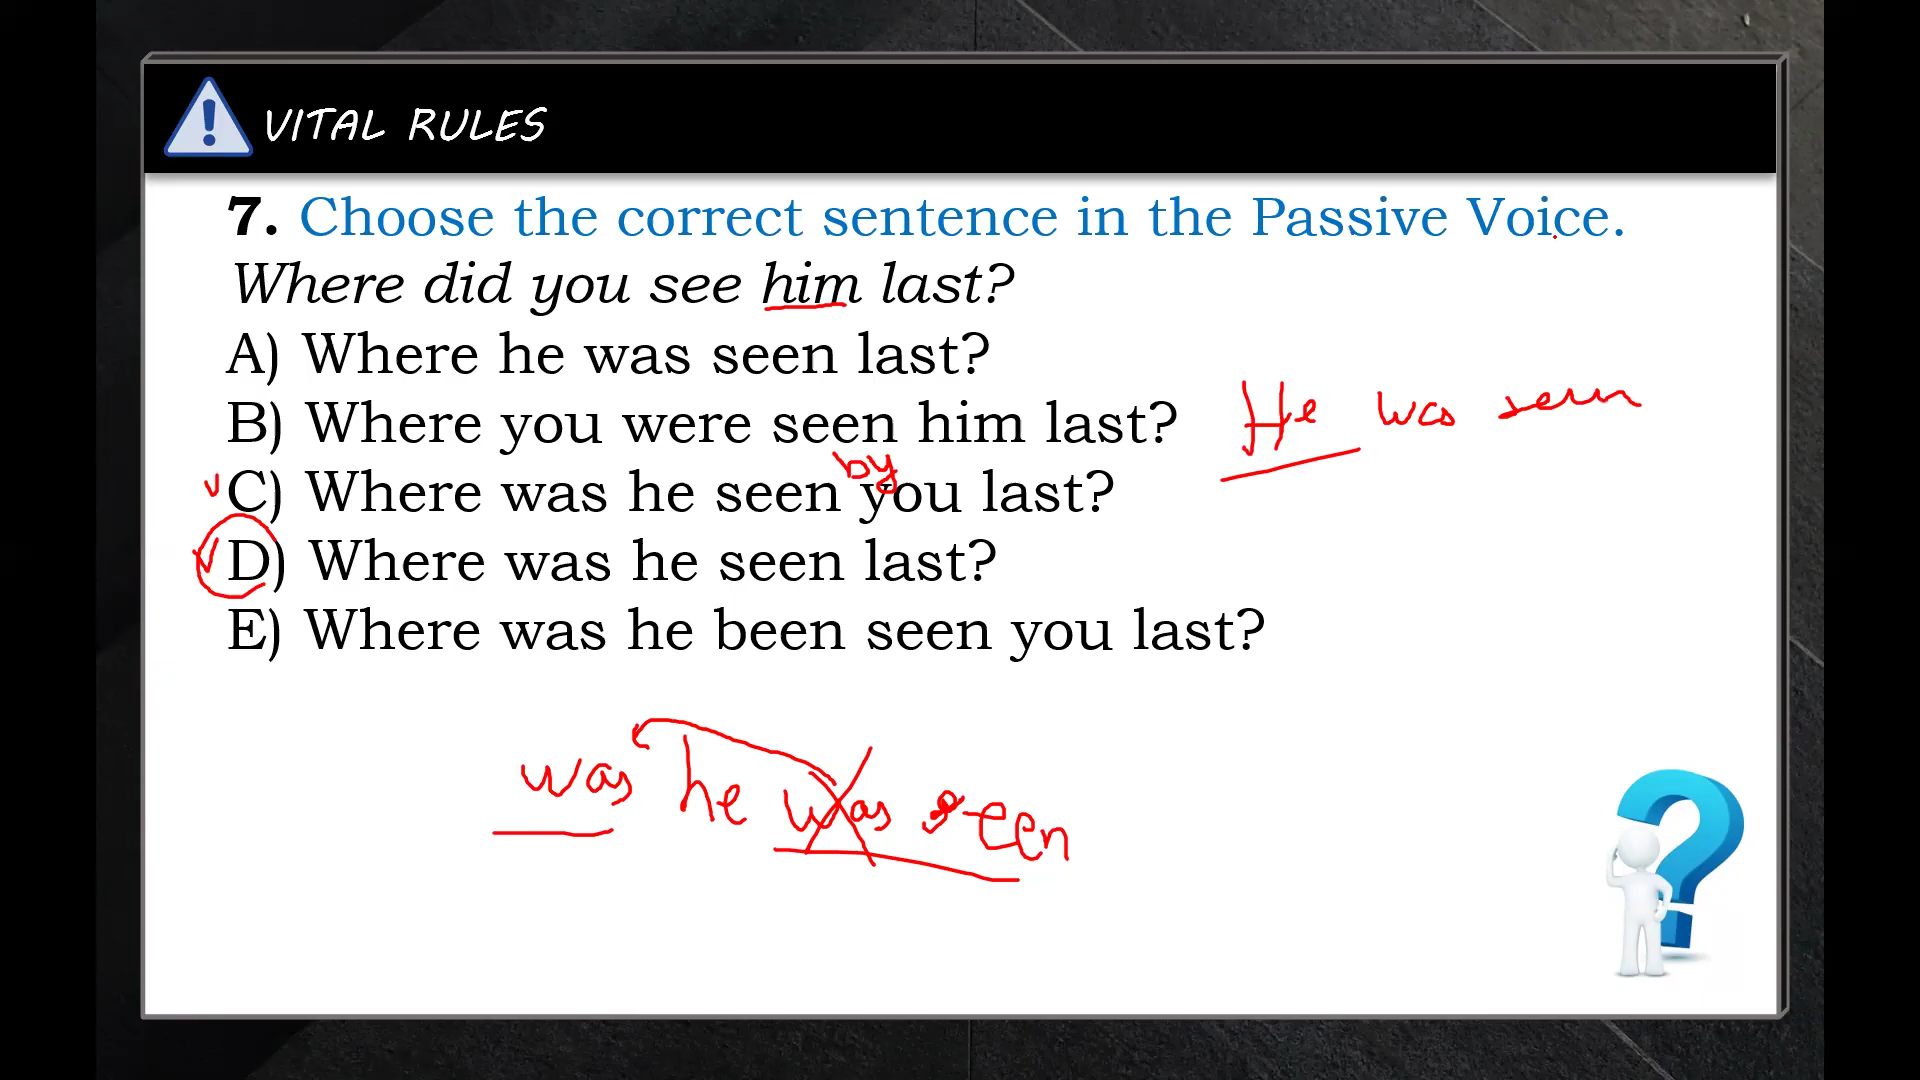 VITAL RULES
7. Choose the correct sentence in the Passive Voice.
Where did you see him last?
A) Where he was seen last?
B) Where you were seen him last?
He was seen
by
C) Where was he seen you last?
D) Where was he seen last?
E) Where was he been seen you last?
was he was seen